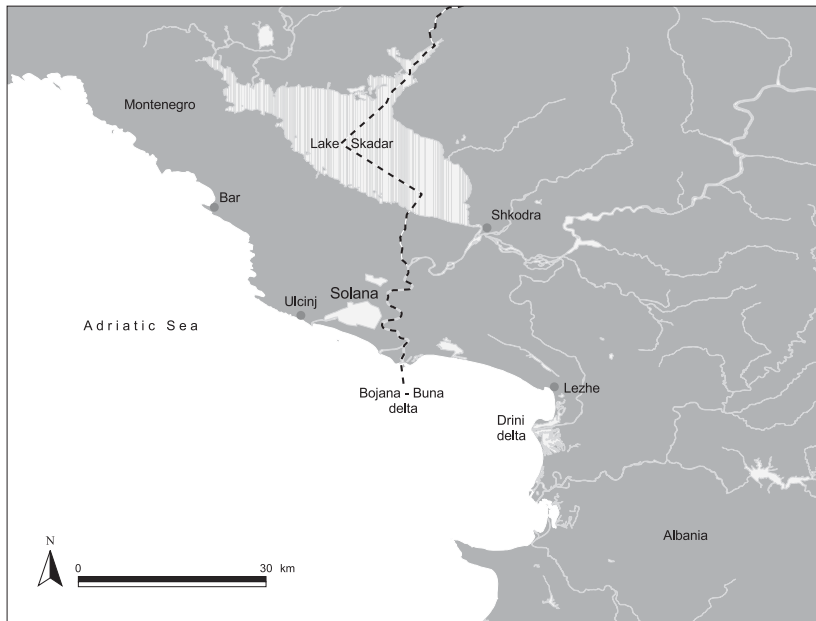 Montenegro
Lake Skadar
Bar
Shkodra
Solana
Ulcinj
Adriatic Sea
Bojana - Buna
delta
Lezhe
Drini
delta
Albania
N
0 30 km